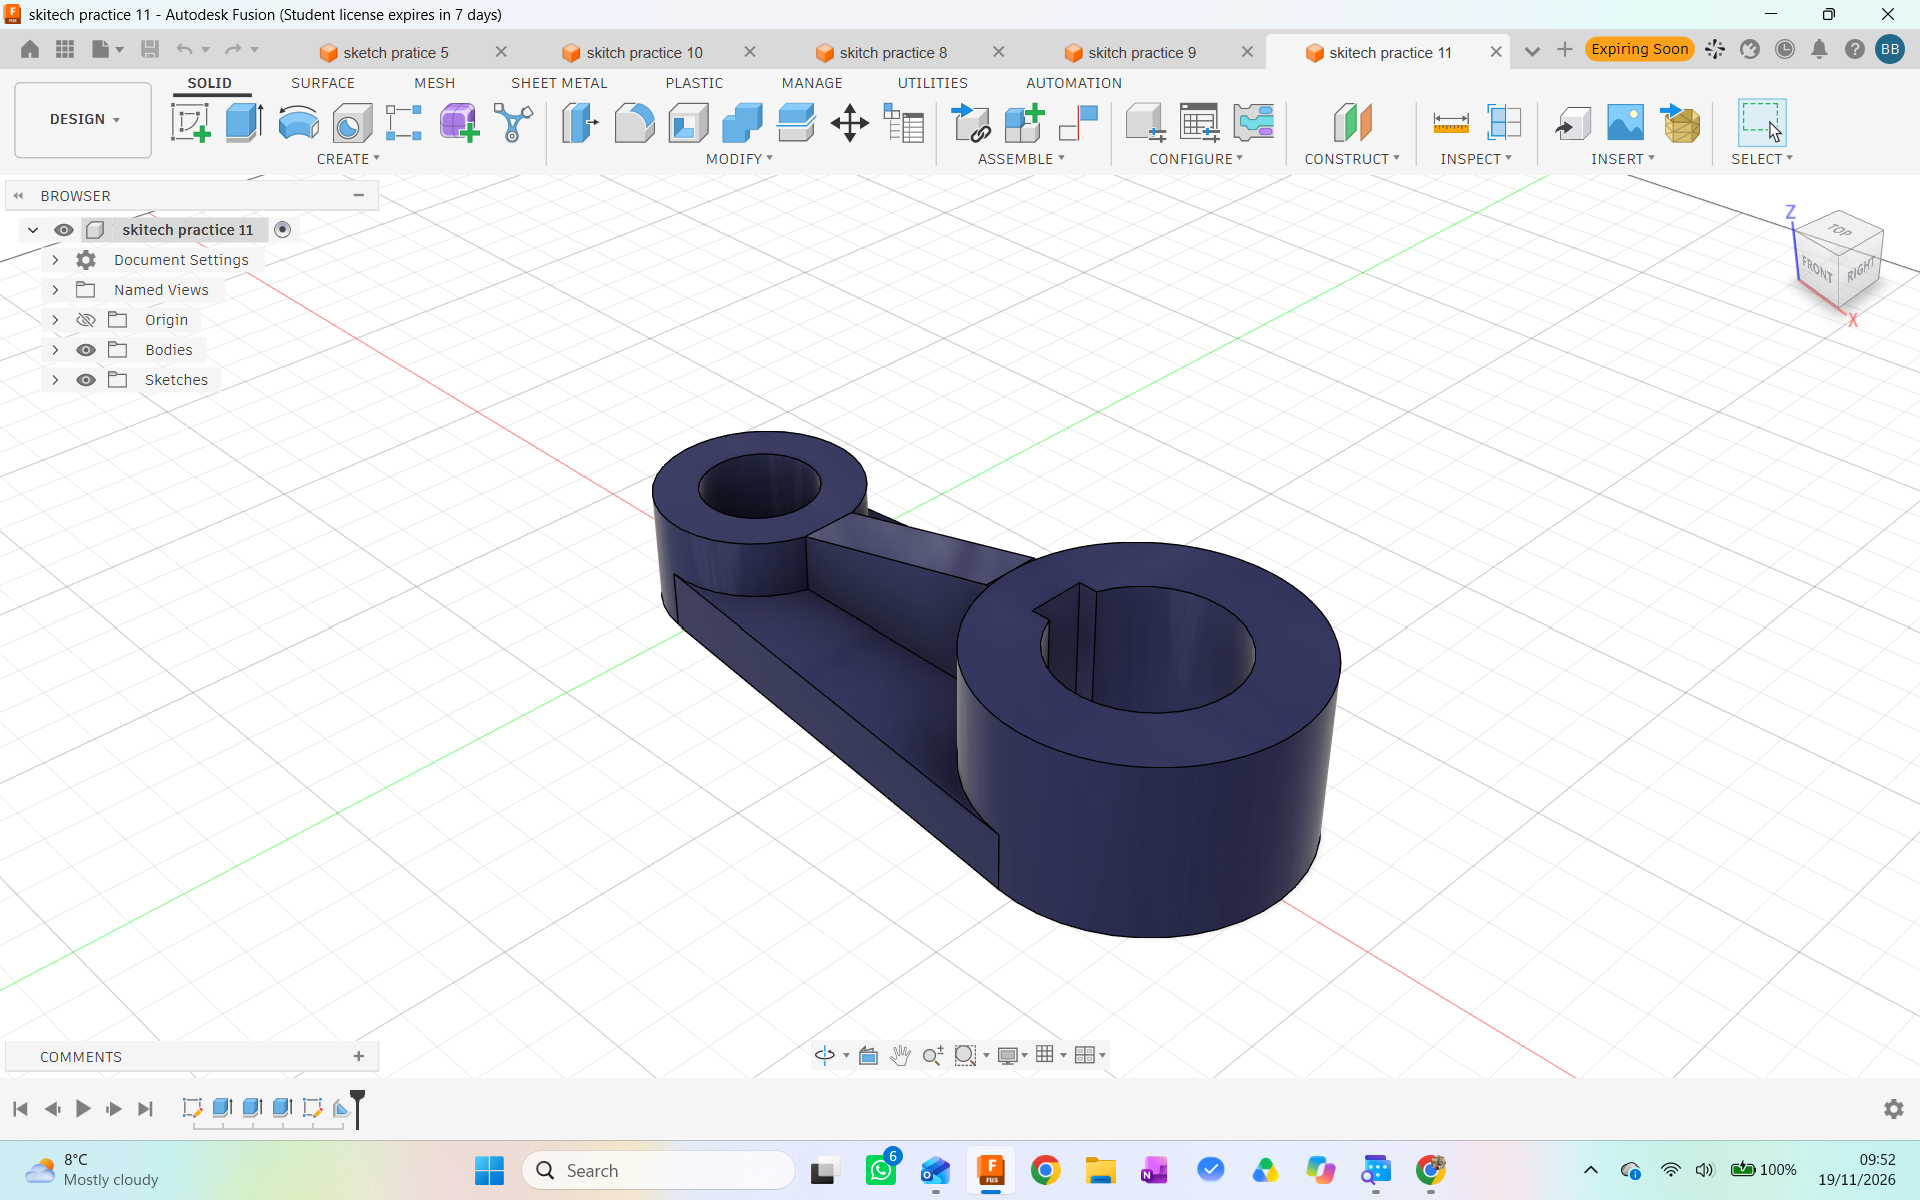 skitech practice 11 - Autodesk Fusion (Student license expires in 7 days)
sketch pratice 5
skitch practice 10
skitch practice 8
skitch practice 9
skitech practice 11
Expiring Soon
BB
SOLID
SURFACE
MESH
SHEET METAL
PLASTIC
MANAGE
UTILITIES
AUTOMATION
DESIGN
CREATE
MODIFY
ASSEMBLE
CONFIGURE
CONSTRUCT
INSPECT
INSERT
SELECT
BROWSER
skitech practice 11
Document Settings
Named Views
Origin
Bodies
Sketches
Z
TOP
FRONT
RIGHT
X
COMMENTS
8°C
Mostly cloudy
Search
6
F
FUS
100%
09:52
19/11/2026